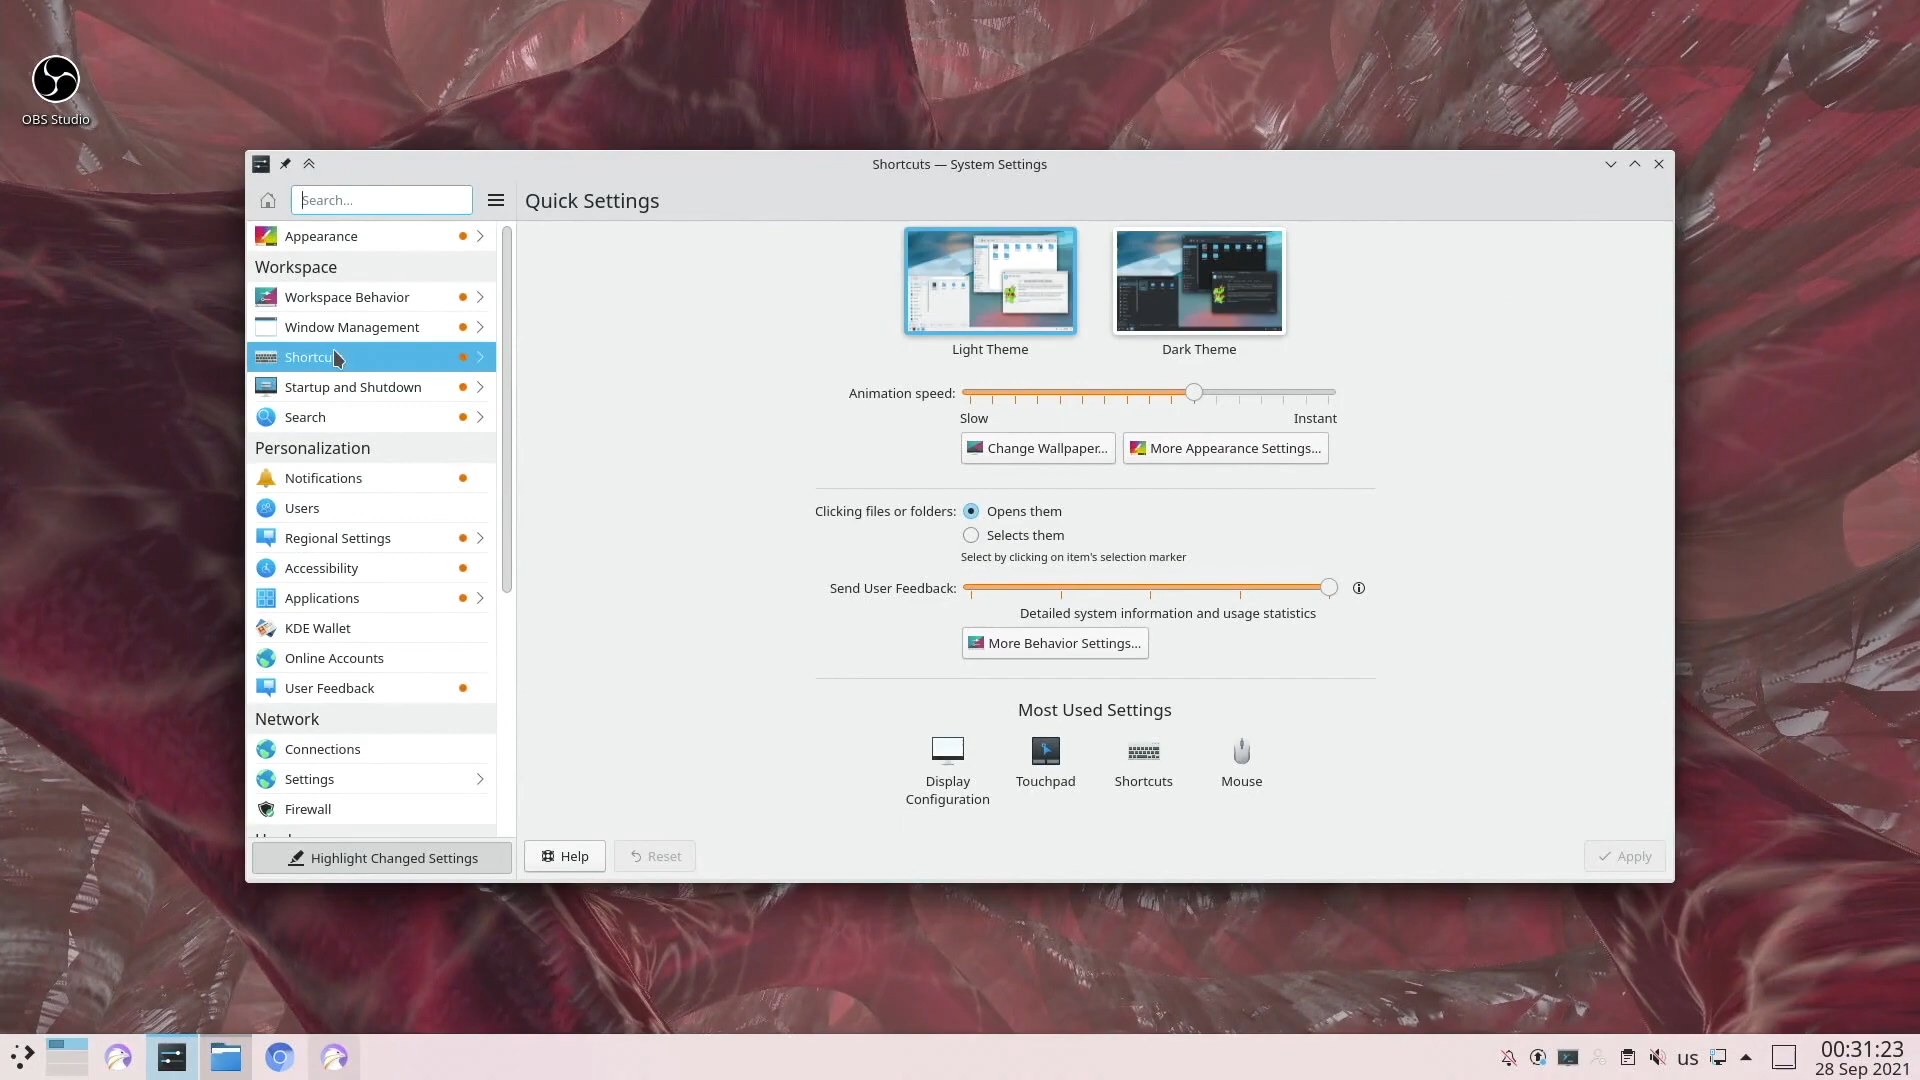 OBS Studio
Shortcuts — System Settings
Search...
Quick Settings
Appearance
Workspace
Workspace Behavior
Window Management
Shortcu
Startup and Shutdown
Search
Personalization
Notifications
Users
Regional Settings
Accessibility
Applications
KDE Wallet
Online Accounts
User Feedback
Network
Connections
Settings
Firewall
Highlight Changed Settings
Light Theme
Dark Theme
Animation speed:
Slow
Instant
Change Wallpaper...
More Appearance Settings...
Clicking files or folders:
Opens them
Selects them
Select by clicking on item's selection marker
Send User Feedback:
Detailed system information and usage statistics
More Behavior Settings...
Most Used Settings
Display
Configuration
Touchpad
Shortcuts
Mouse
Help
Reset
Apply
us
00:31:23
28 Sep 2021